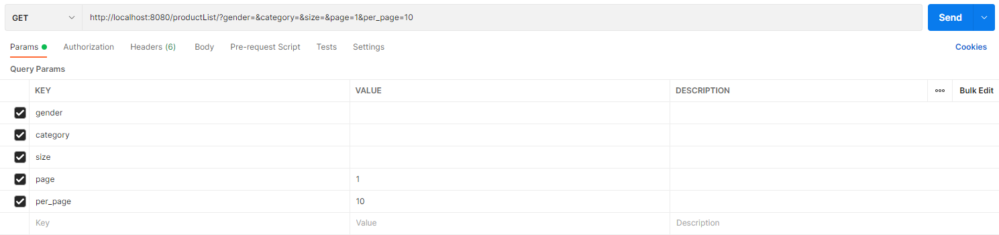 GET http://localhost:8080/productList/?gender=&category=&size=&page=1&per_page=10 Send
Params Authorization Headers (6) Body Pre-request Script Tests Settings Cookies
Query Params
KEY VALUE DESCRIPTION ooo Bulk Edit
gender
category
size
page 1
per_page 10
Key Value Description